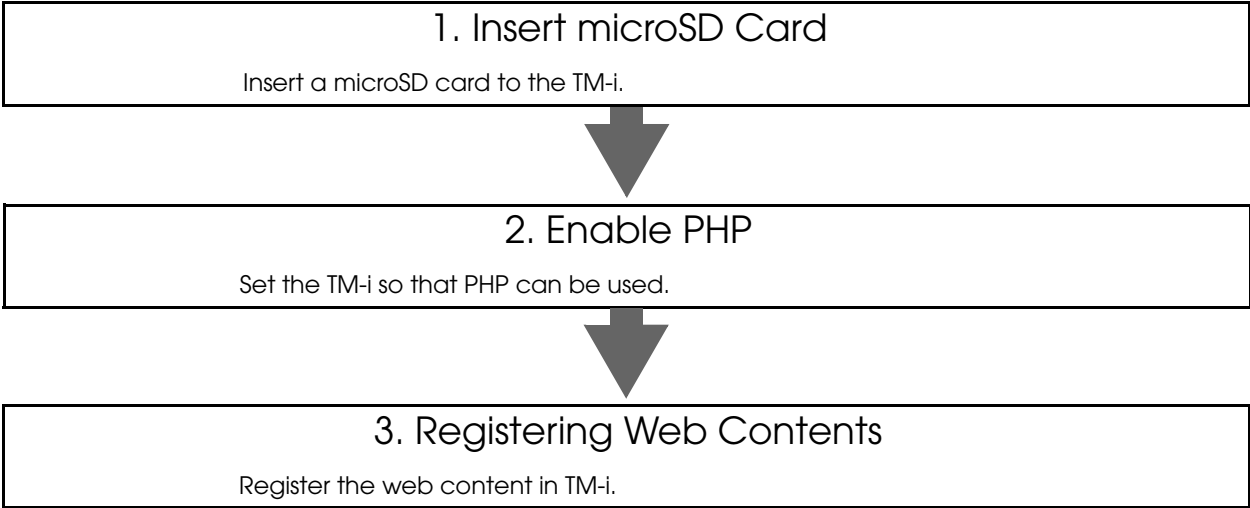 1. Insert microSD Card
Insert a microSD card to the TM-i.
2. Enable PHP
Set the TM-i so that PHP can be used.
3. Registering Web Contents
Register the web content in TM-i.